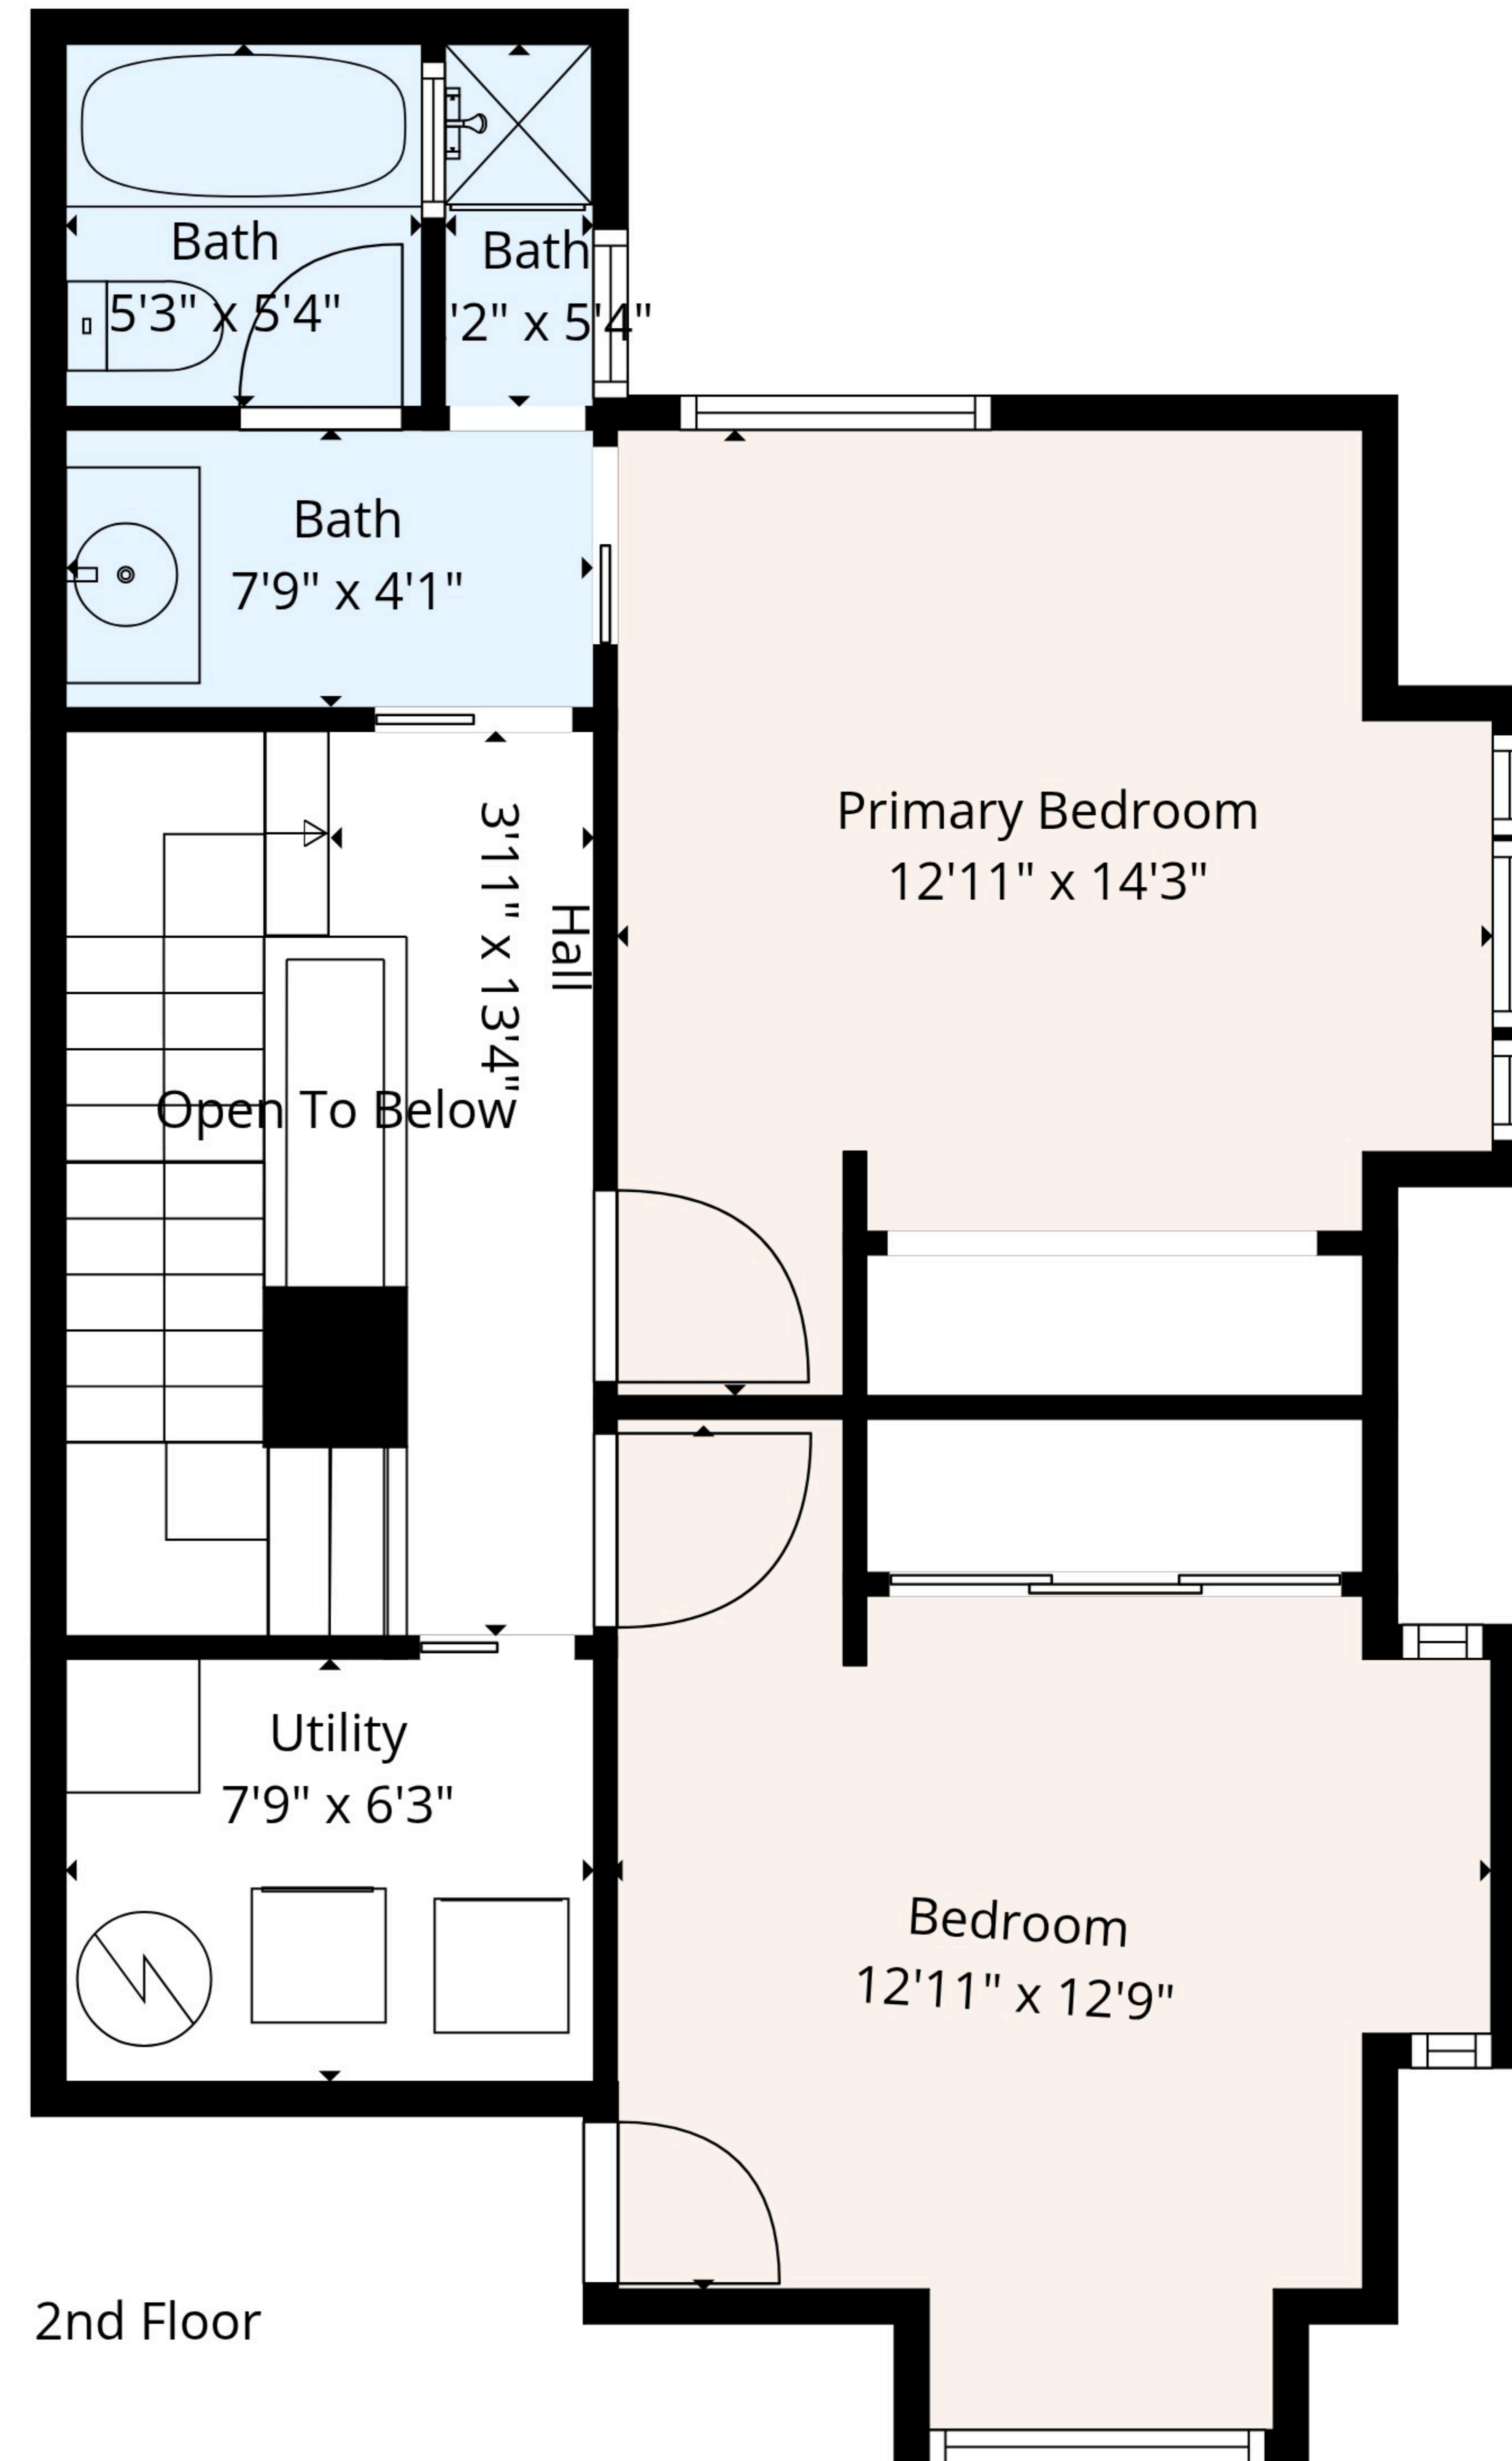 Bath
5'3" x 5'4"
Bath
'2" x 5'4"
Bath
7'9" x 4'1"
Primary Bedroom
12'11" x 14'3"
Hall
3'11" x 13'4"
Open To Below
Utility
7'9" x 6'3"
Bedroom
12'11" x 12'9"
2nd Floor